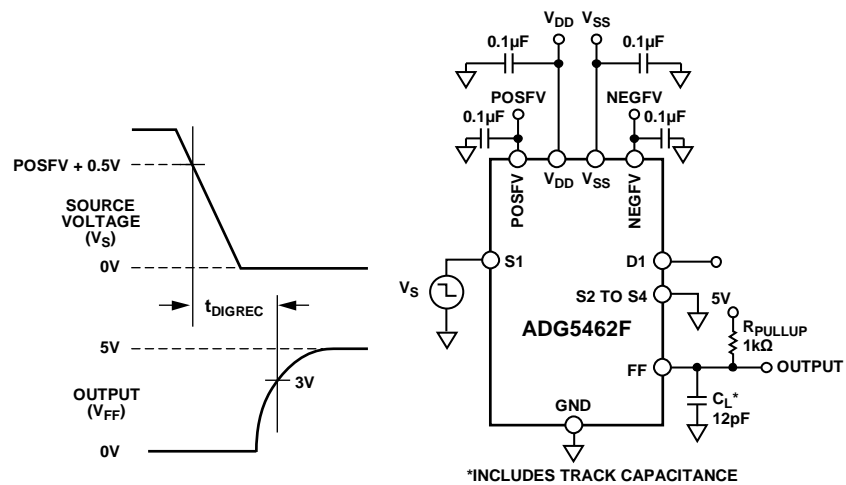 POSFV + 0.5V
SOURCE
VOLTAGE
(VS)
0V
tDIGREC
5V
3V
OUTPUT
(VFF)
0V
VDD VSS
0.1µF 0.1µF
POSFV NEGFV
0.1µF 0.1µF
POSFV
VDD
VSS
NEGFV
S1
D1
VS
S2 TO S4
5V
ADG5462F
RPULLUP
1kΩ
FF
OUTPUT
GND
CL*
12pF
*INCLUDES TRACK CAPACITANCE